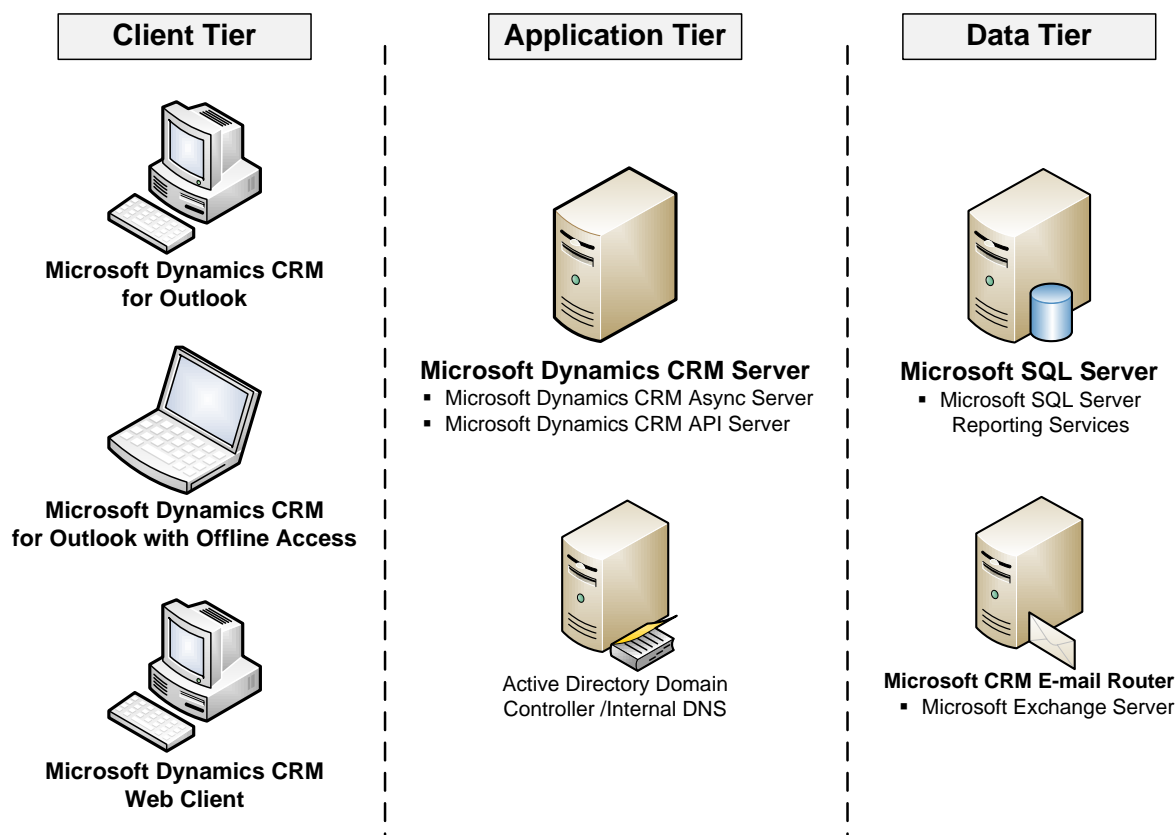 Client Tier
Microsoft Dynamics CRM
for Outlook
Microsoft Dynamics CRM
for Outlook with Offline Access
Microsoft Dynamics CRM
Web Client
Application Tier
Microsoft Dynamics CRM Server
▪ Microsoft Dynamics CRM Async Server
▪ Microsoft Dynamics CRM API Server
Active Directory Domain
Controller /Internal DNS
Data Tier
Microsoft SQL Server
▪ Microsoft SQL Server
Reporting Services
Microsoft CRM E-mail Router
▪ Microsoft Exchange Server